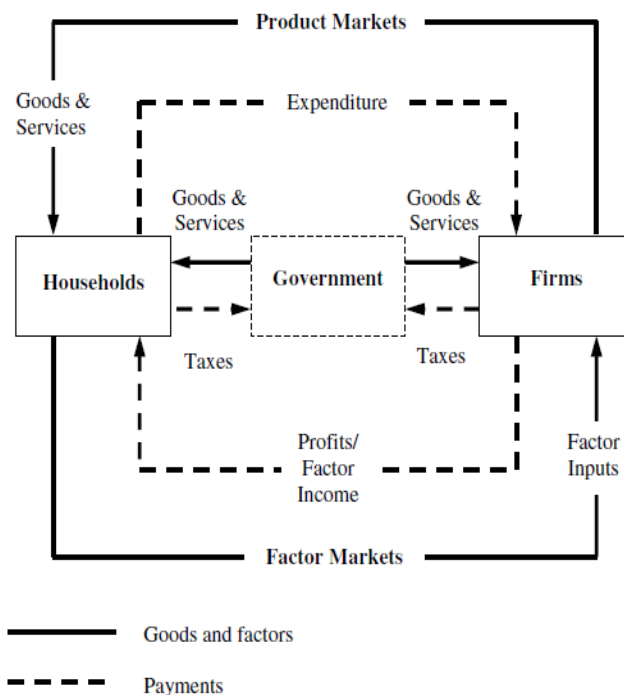 Product Markets
Goods &
Services
Expenditure
Goods &
Services
Goods &
Services
Households
Government
Firms
Taxes
Taxes
Profits/
Factor
Income
Factor
Inputs
Factor Markets
Goods and factors
Payments